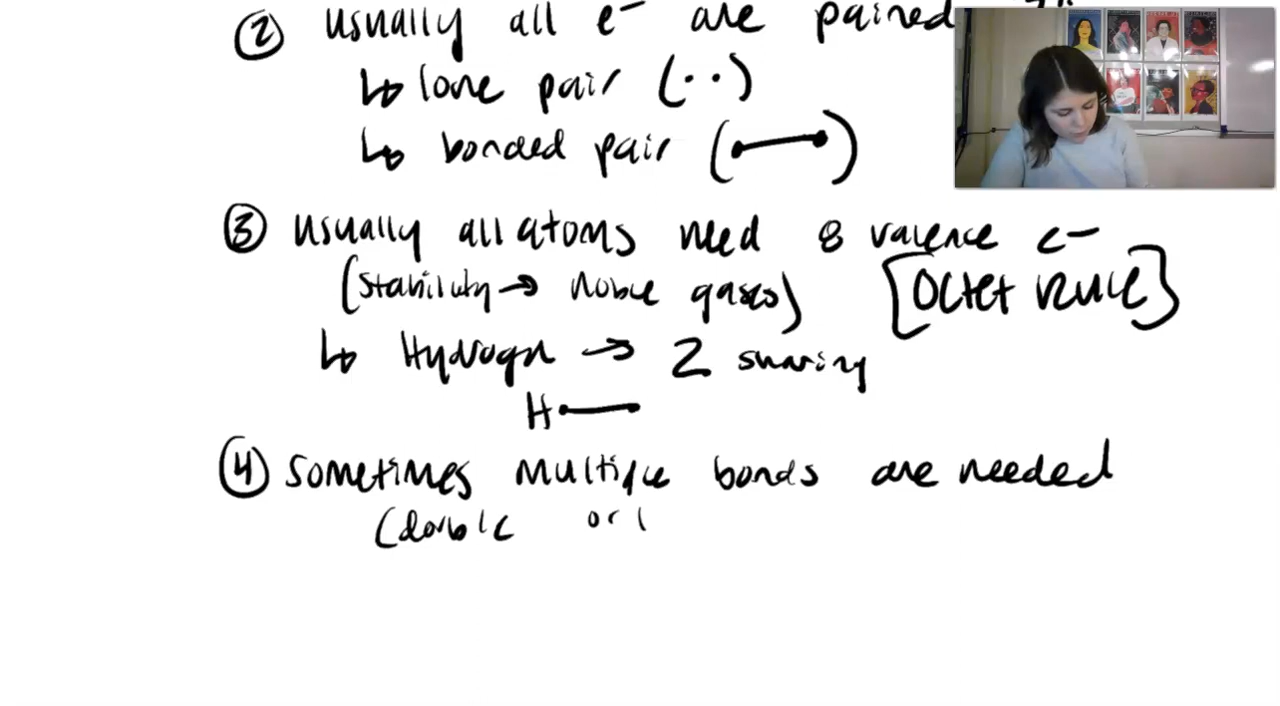 ② usually all e⁻ are paired
↳ lone pair (··)
↳ bonded pair (—)
③ usually all atoms need 8 valence e⁻
(stability → noble gases) [Octet Rule]
↳ Hydrogen → 2 sharing
H —
④ sometimes multiple bonds are needed
(double or